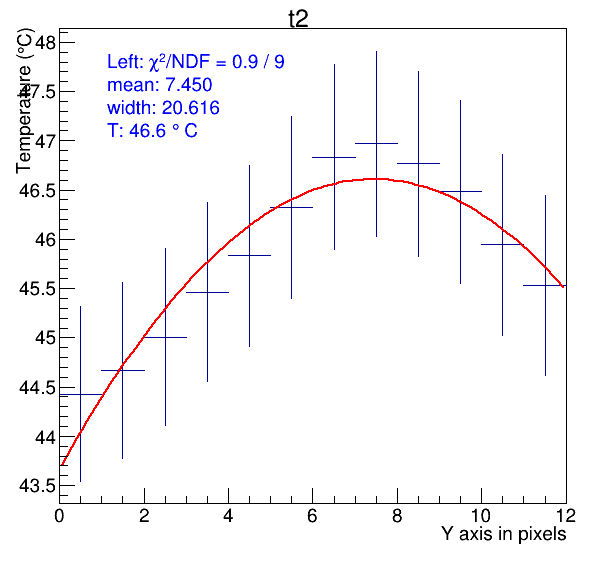 t2
Temperature (°C)
Left: χ²/NDF = 0.9 / 9
mean: 7.450
width: 20.616
T: 46.6 ° C
48
47.5
47
46.5
46
45.5
45
44.5
44
43.5
0 2 4 6 8 10 12
Y axis in pixels